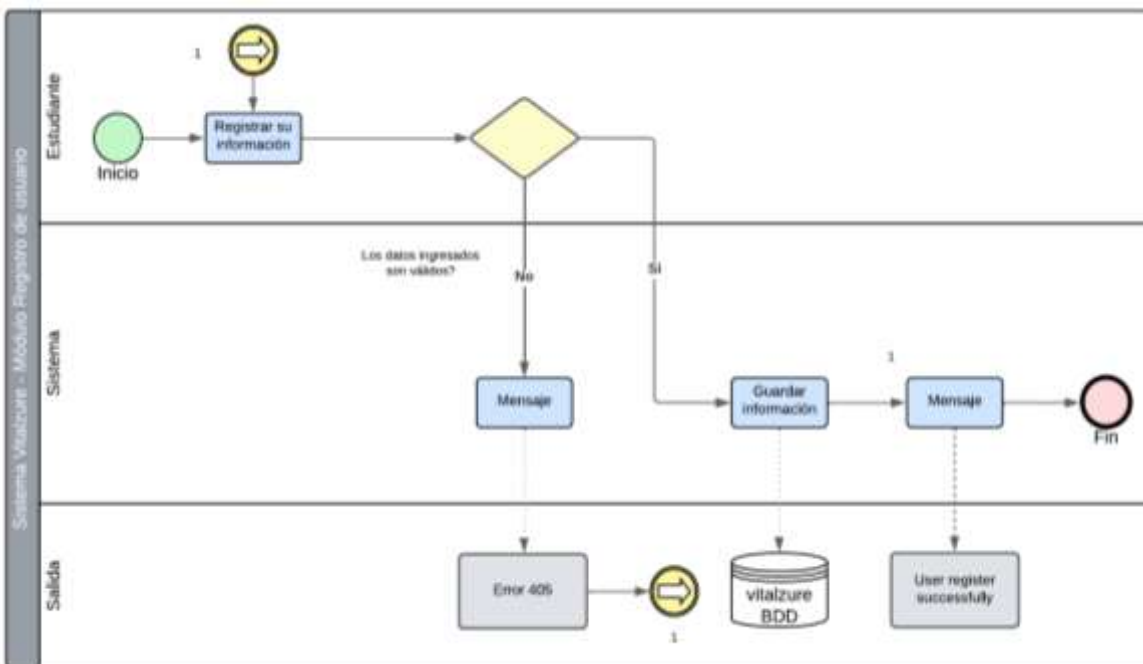 Sistema Vitalzure - Módulo Registro de usuario
Estudiante
1
Inicio
Registrar su
información
Sistema
Los datos ingresados
son válidos?
No
Si
Mensaje
Guardar
información
1
Mensaje
Fin
Salida
Error 405
1
vitalzure
BDD
User register
successfully